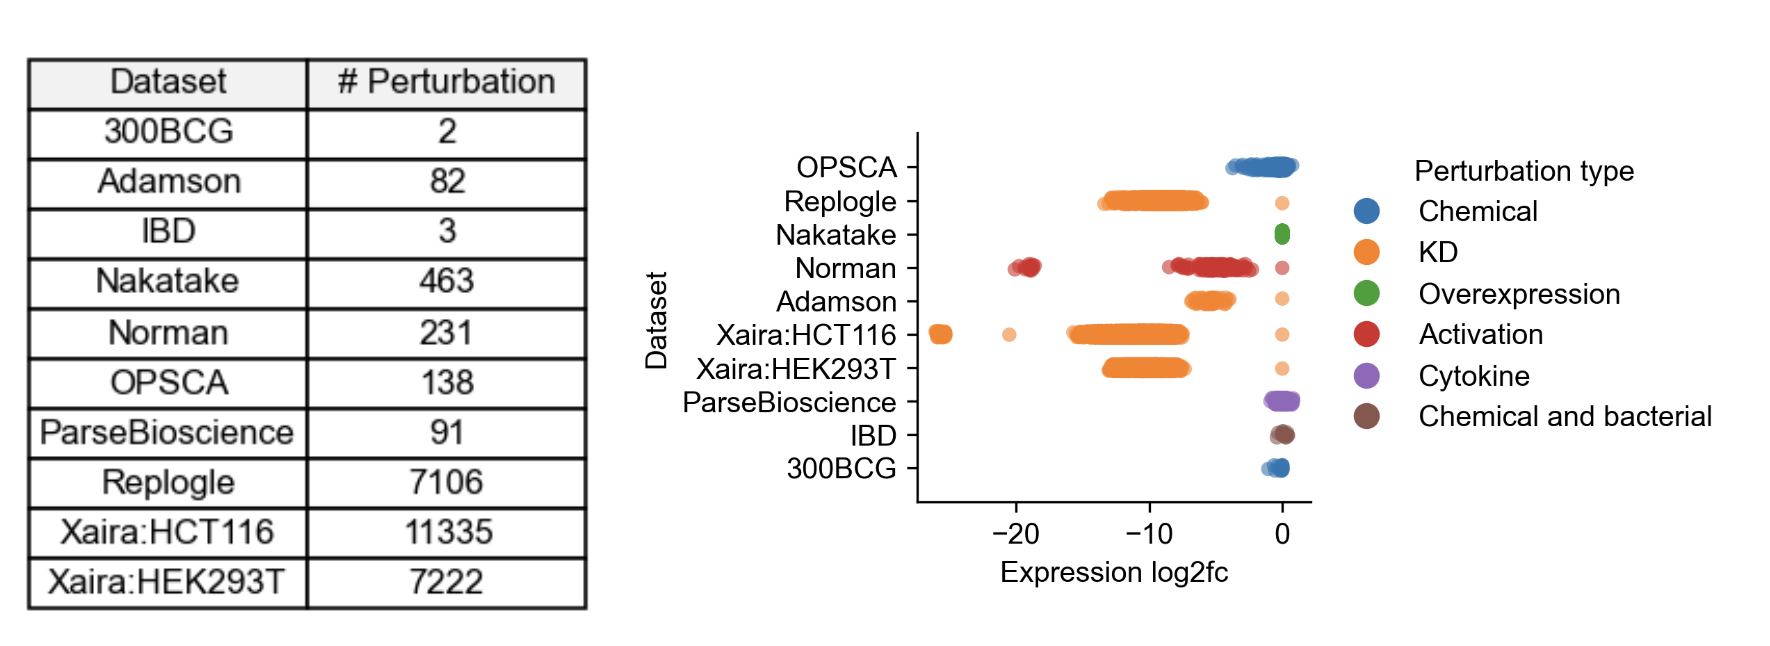 Dataset # Perturbation
300BCG 2
Adamson 82
IBD 3
Nakatake 463
Norman 231
OPSCA 138
ParseBioscience 91
Replogle 7106
Xaira:HCT116 11335
Xaira:HEK293T 7222
Dataset
OPSCA
Replogle
Nakatake
Norman
Adamson
Xaira:HCT116
Xaira:HEK293T
ParseBioscience
IBD
300BCG
−20 −10 0
Expression log2fc
Perturbation type
Chemical
KD
Overexpression
Activation
Cytokine
Chemical and bacterial